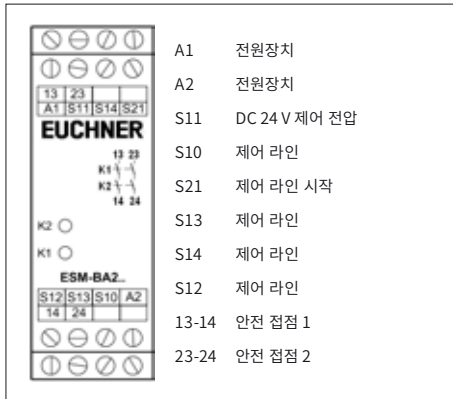 13 23
A1 S11 S14 S21
EUCHNER
13 23
K1
K2
14 24
K2
K1
ESM-BA2..
S12 S13 S10 A2
14 24
A1 전원장치
A2 전원장치
S11 DC 24 V 제어 전압
S10 제어 라인
S21 제어 라인 시작
S13 제어 라인
S14 제어 라인
S12 제어 라인
13-14 안전 접점 1
23-24 안전 접점 2